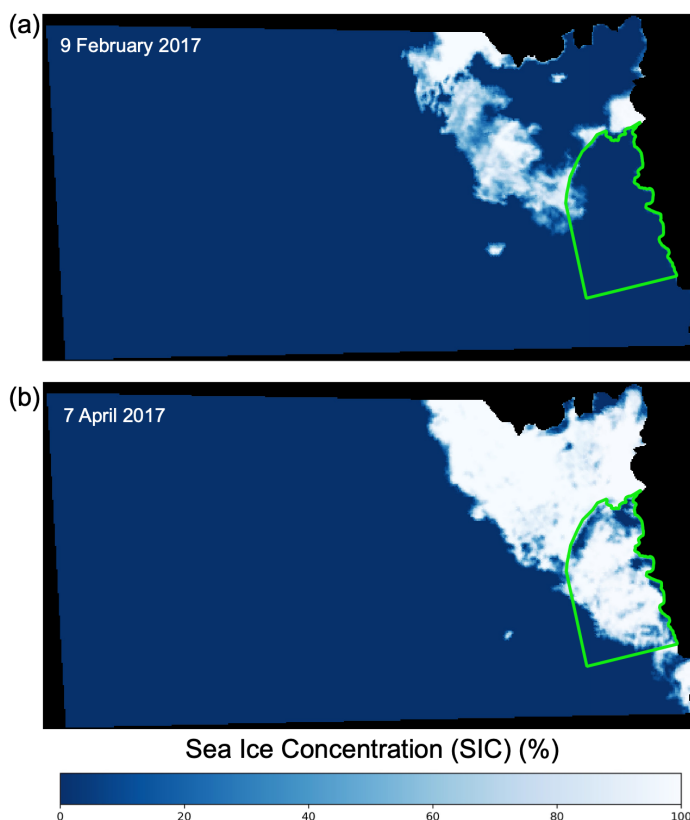 (a)
9 February 2017
(b)
7 April 2017
Sea Ice Concentration (SIC) (%)
0 20 40 60 80 100